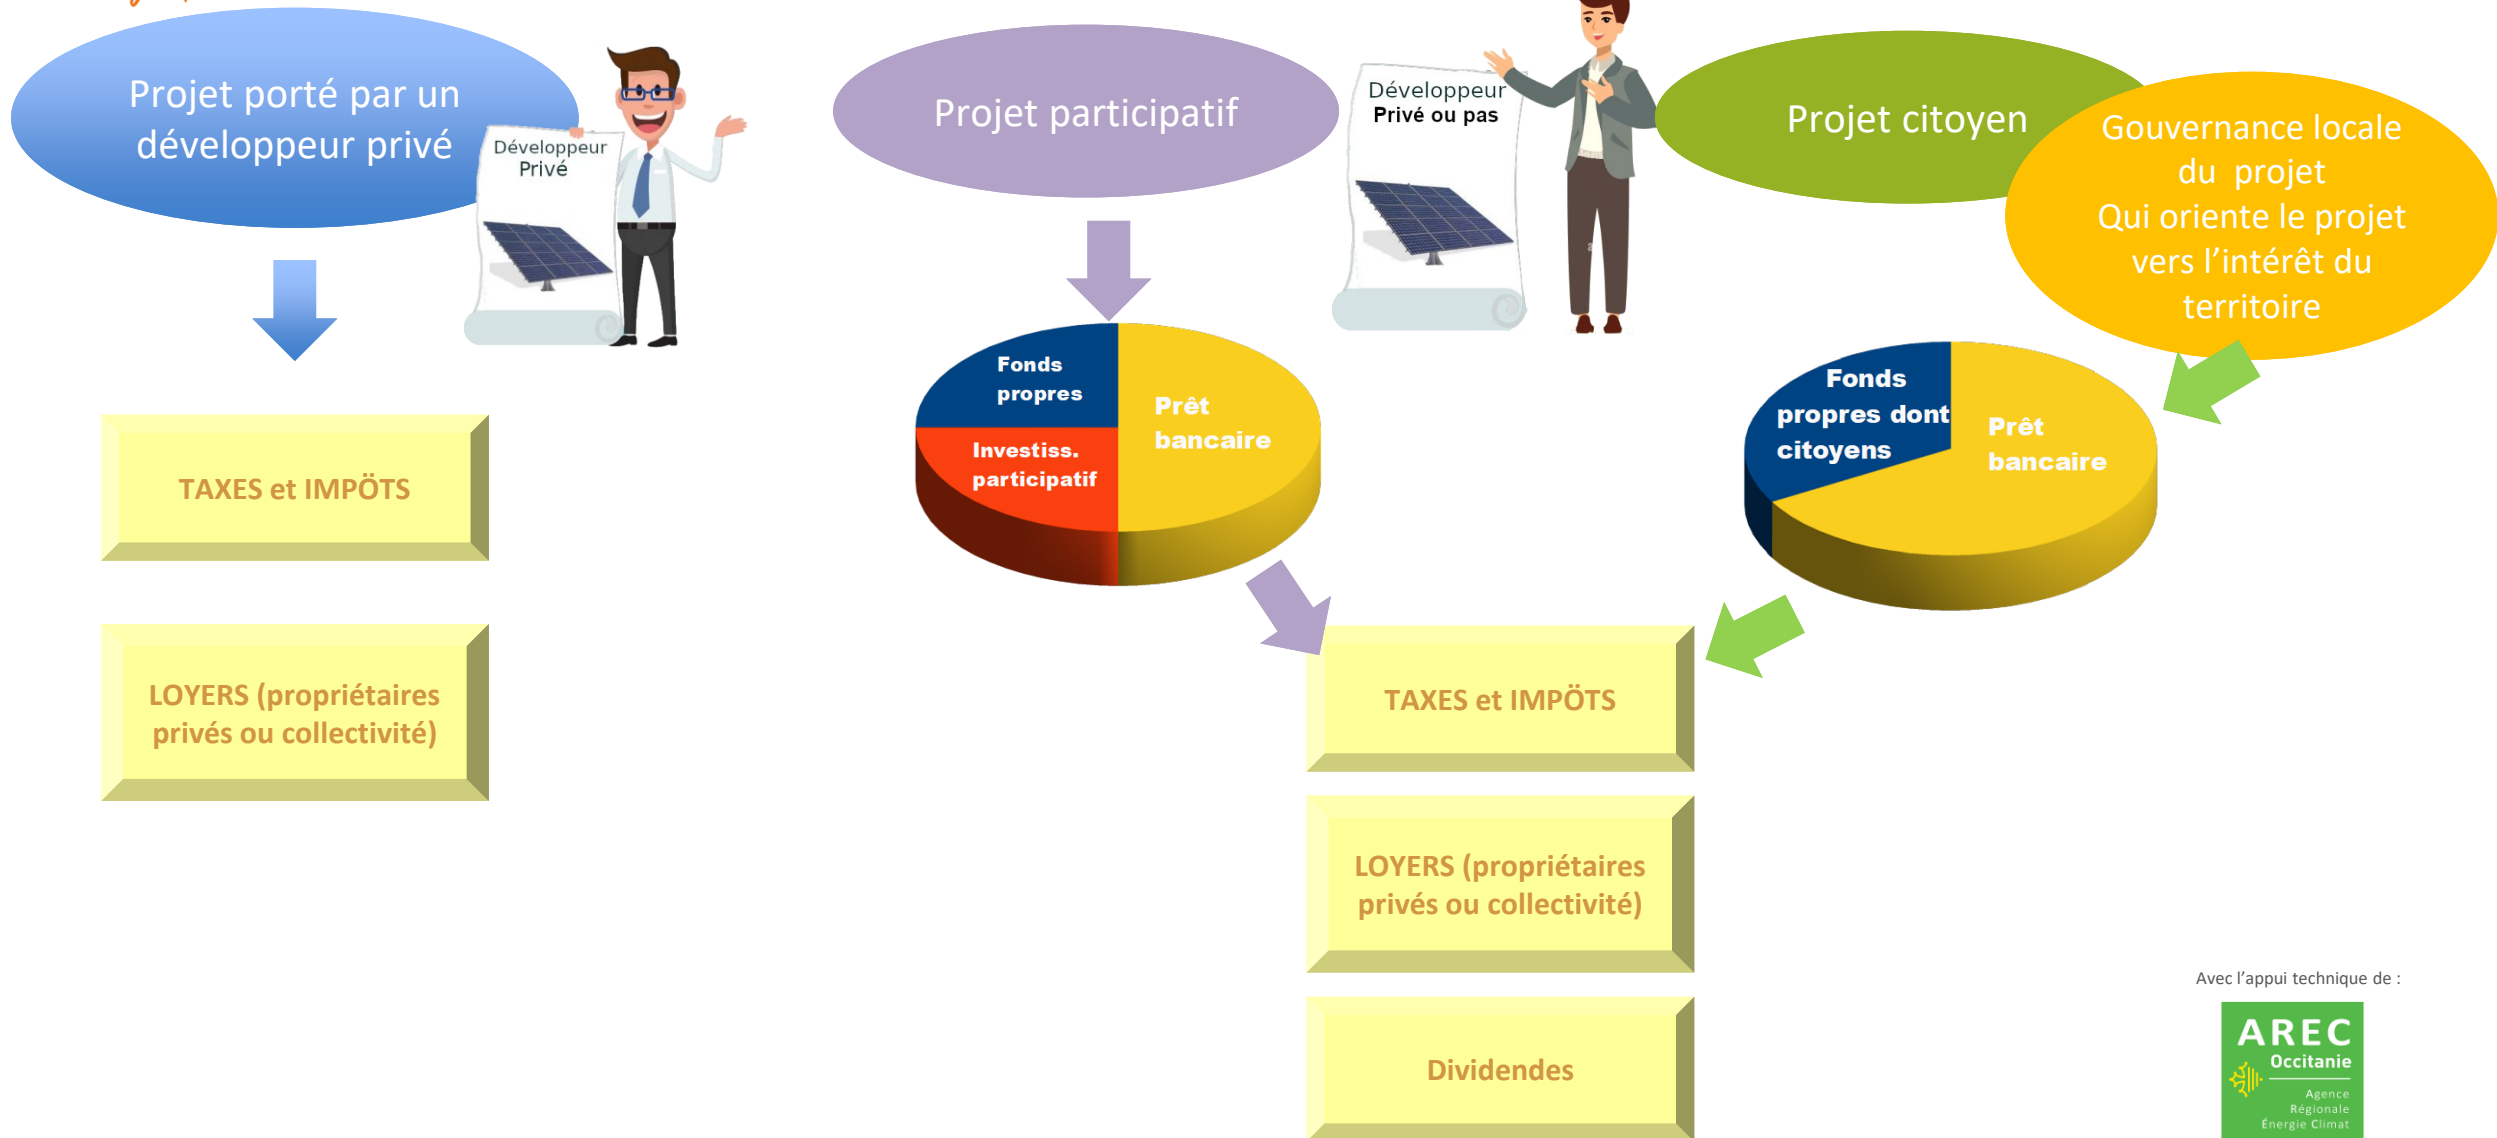 Projet porté par un
développeur privé
Développeur
Privé
Projet participatif
Développeur
Privé ou pas
Projet citoyen
Gouvernance locale
du projet
Qui oriente le projet
vers l'intérêt du
territoire
Fonds
propres
Prêt
bancaire
Investiss.
participatif
Fonds
propres dont
citoyens
Prêt
bancaire
TAXES et IMPÖTS
LOYERS (propriétaires
privés ou collectivité)
TAXES et IMPÖTS
LOYERS (propriétaires
privés ou collectivité)
Dividendes
Avec l'appui technique de :
AREC
Occitanie
Agence
Régionale
Énergie Climat